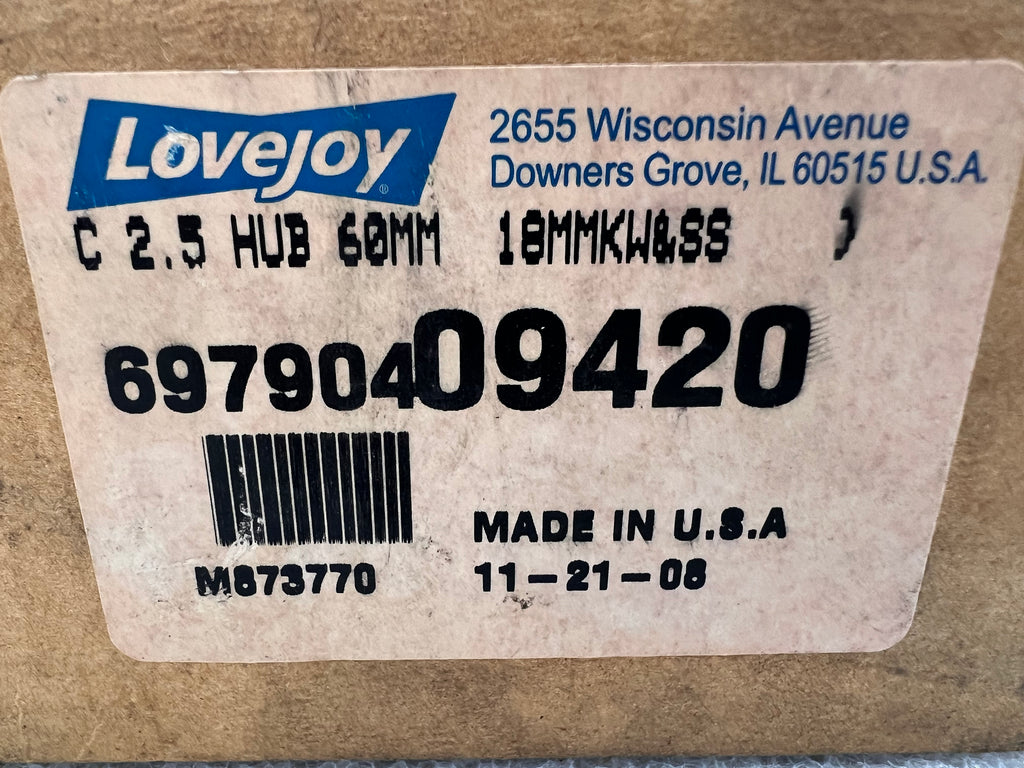 Lovejoy®
2655 Wisconsin Avenue
Downers Grove, IL 60515 U.S.A.
C 2.5 HUB 60MM 18MMKW&SS
69790409420
M873770
MADE IN U.S.A
11-21-08